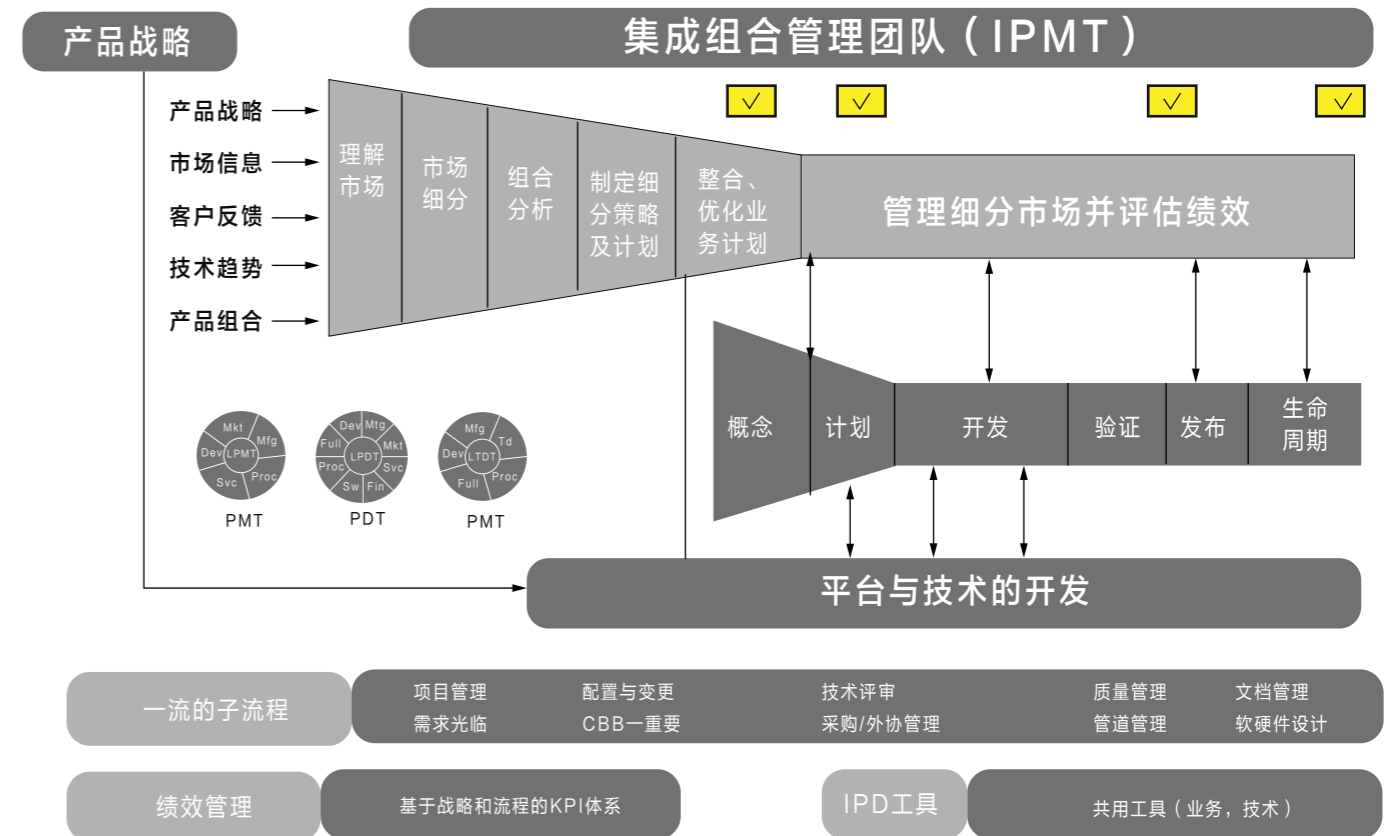 产品战略
集成组合管理团队（IPMT）
产品战略
市场信息
客户反馈
技术趋势
产品组合
理解
市场
市场
细分
组合
分析
制定细
分策略
及计划
整合、
优化业
务计划
管理细分市场并评估绩效
概念
计划
开发
验证
发布
生命
周期
Mkt
Mfg
Dev
LPMT
Svc
Proc
PMT
Dev
Mtg
Full
Mkt
LPDT
Proc
Svc
Sw
Fin
PDT
Mfg
Td
Dev
LTDT
Full
Proc
PMT
平台与技术的开发
一流的子流程
项目管理 配置与变更 技术评审 质量管理 文档管理
需求光临 CBB一重要 采购/外协管理 管道管理 软硬件设计
绩效管理
基于战略和流程的KPI体系
IPD工具
共用工具（业务，技术）